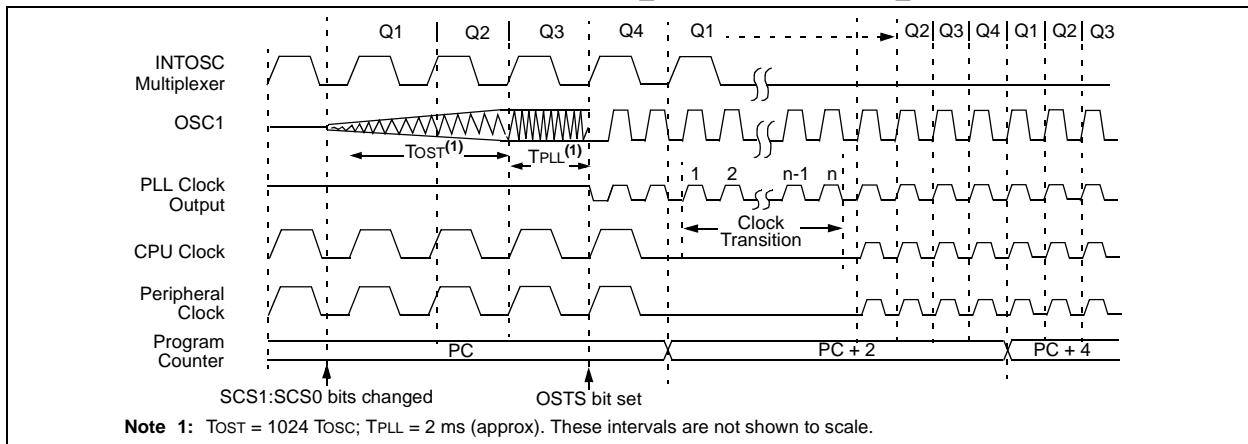 Q1 Q2 Q3 Q4 Q1 Q2 Q3 Q4 Q1 Q2 Q3
INTOSC
Multiplexer
OSC1
TOST(1) TPLL(1)
1 2 n-1 n
PLL Clock
Output
Clock
Transition
CPU Clock
Peripheral
Clock
Program
Counter
PC PC + 2 PC + 4
SCS1:SCS0 bits changed OSTS bit set
Note 1: TOST = 1024 TOSC; TPLL = 2 ms (approx). These intervals are not shown to scale.